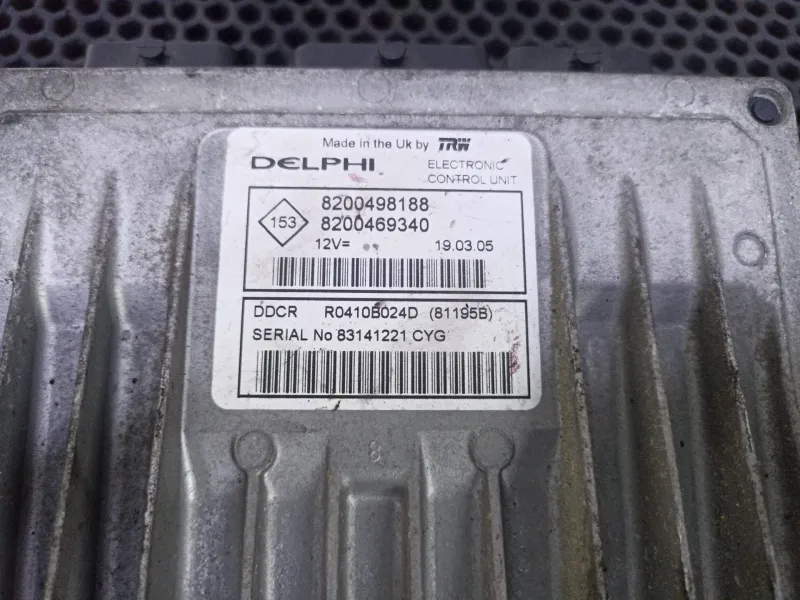 Made in the Uk by TRW
DELPHI ELECTRONIC
CONTROL UNIT
153
8200498188
8200469340
12V= 19.03.05
DDCR R0410B024D (81195B)
SERIAL No 83141221 CYG
8